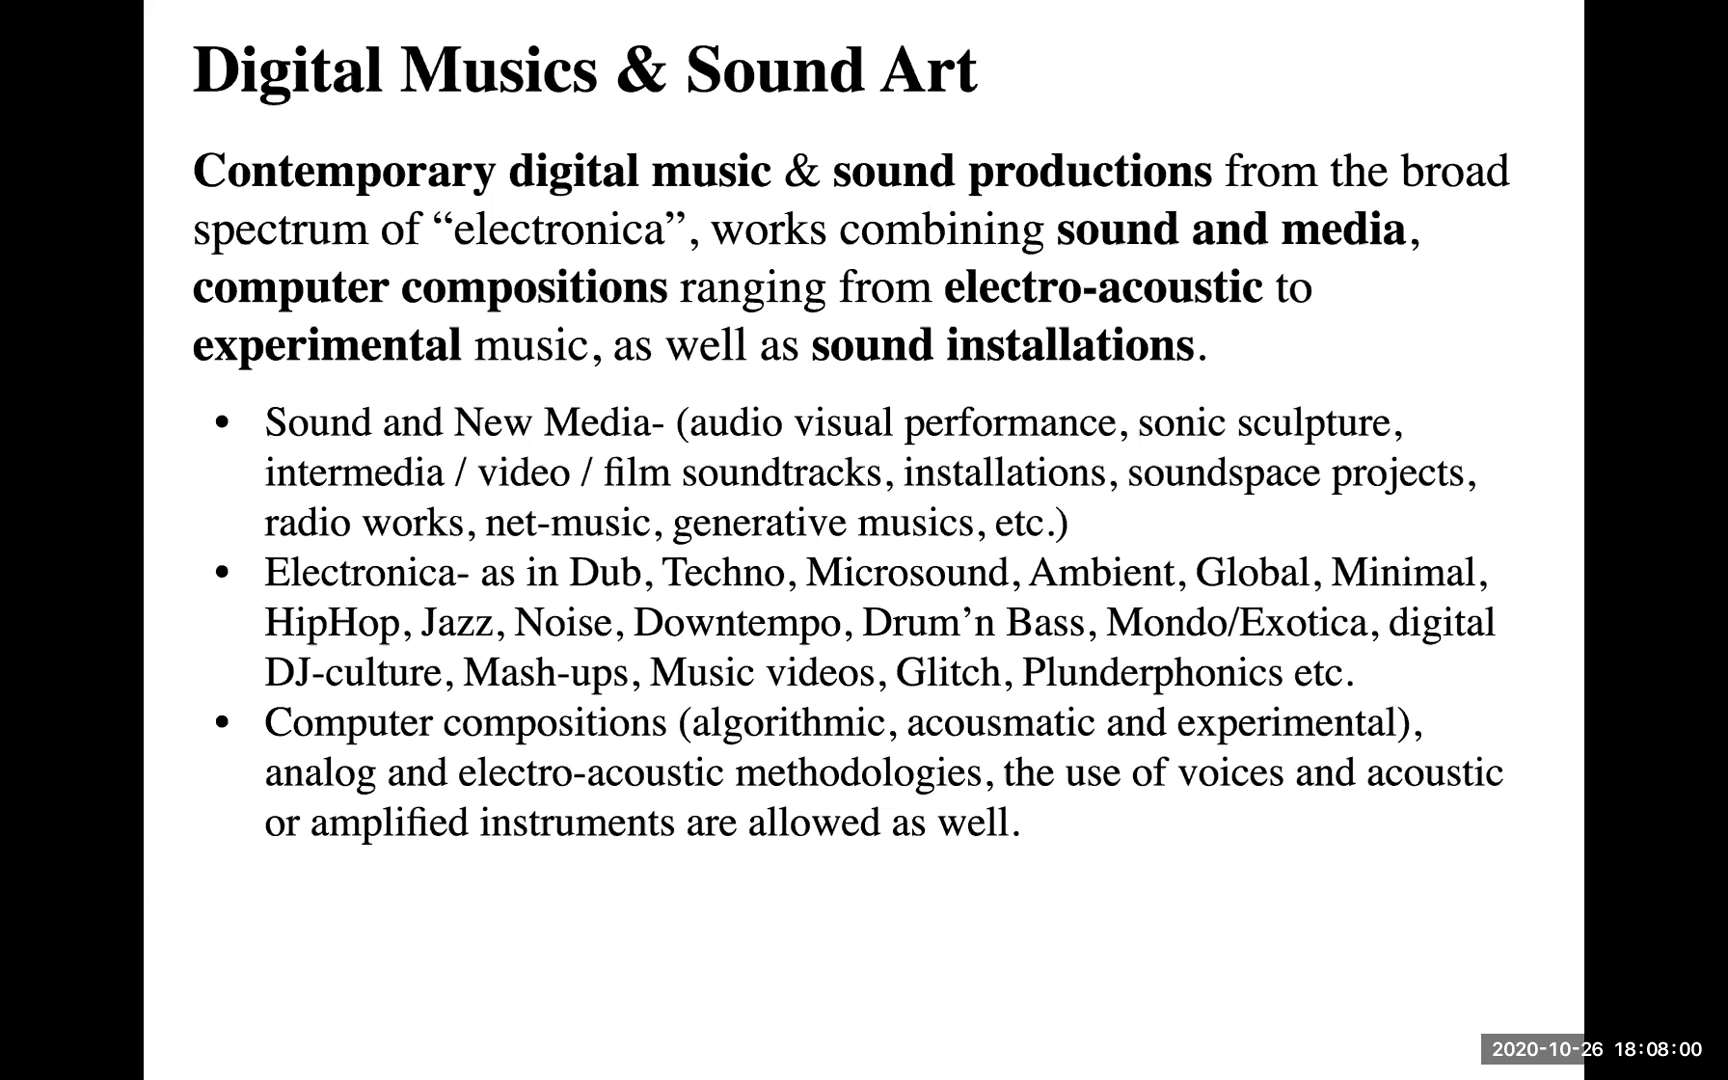 Digital Musics & Sound Art
Contemporary digital music & sound productions from the broad
spectrum of “electronica”, works combining sound and media,
computer compositions ranging from electro-acoustic to
experimental music, as well as sound installations.
• Sound and New Media- (audio visual performance, sonic sculpture,
intermedia / video / film soundtracks, installations, soundspace projects,
radio works, net-music, generative musics, etc.)
• Electronica- as in Dub, Techno, Microsound, Ambient, Global, Minimal,
HipHop, Jazz, Noise, Downtempo, Drum’n Bass, Mondo/Exotica, digital
DJ-culture, Mash-ups, Music videos, Glitch, Plunderphonics etc.
• Computer compositions (algorithmic, acousmatic and experimental),
analog and electro-acoustic methodologies, the use of voices and acoustic
or amplified instruments are allowed as well.
2020-10-26 18:08:00